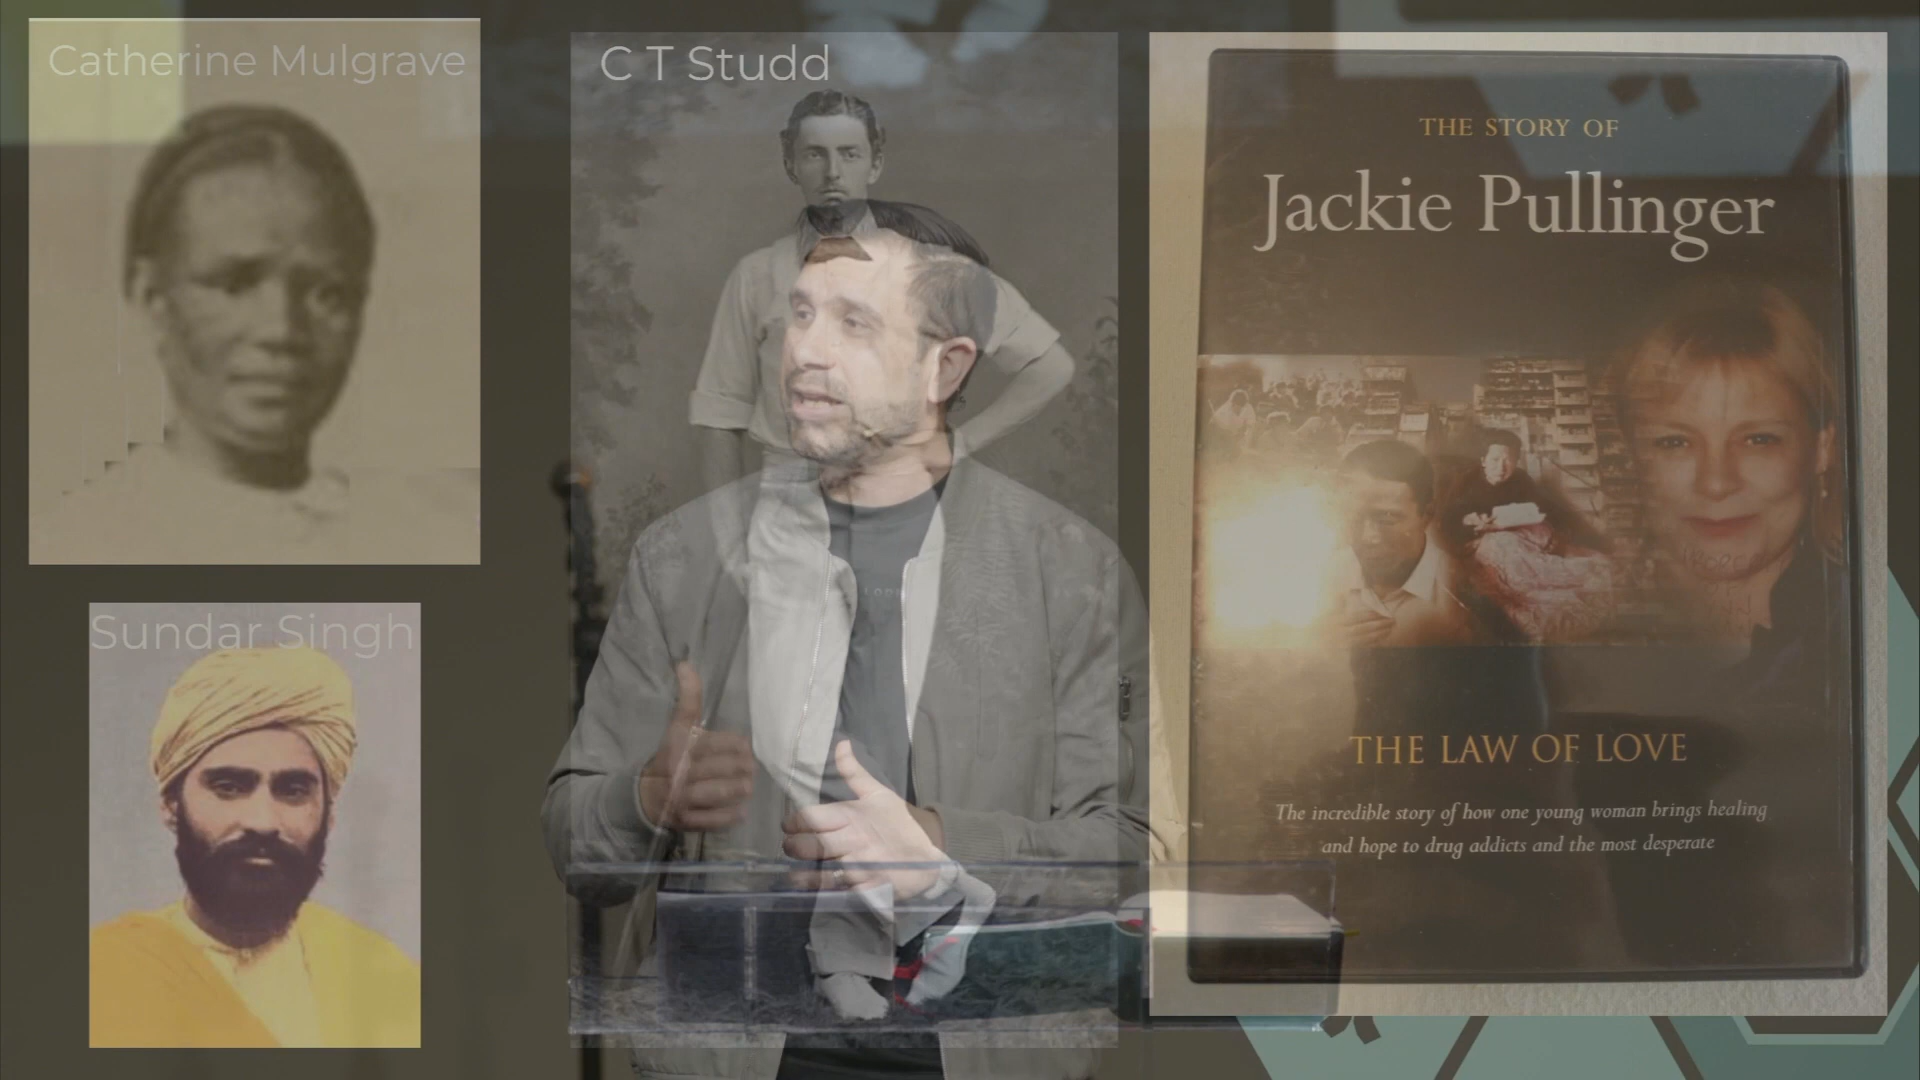 Catherine Mulgrave
C T Studd
THE STORY OF
Jackie Pullinger
THE LAW OF LOVE
The incredible story of how one young woman brings healing
and hope to drug addicts and the most desperate
Sundar Singh